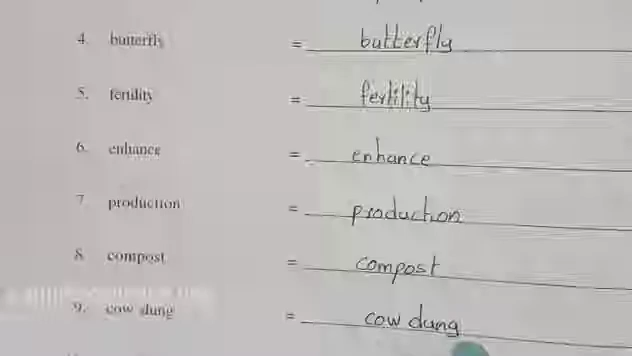 4. butterfly = butterfly
5. fertility = fertility
6. enhance = enhance
7. production = production
8. compost = compost
9. cow dung = cow dung